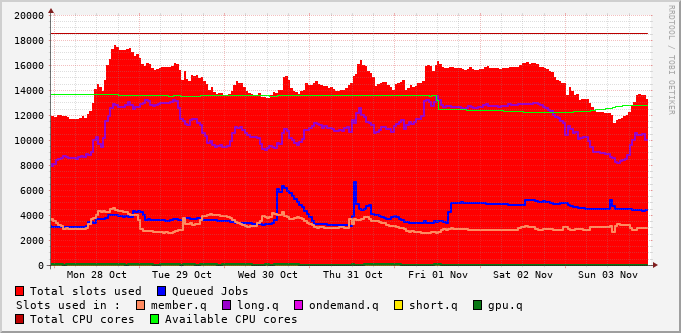 20000
18000
16000
14000
12000
10000
8000
6000
4000
2000
0
Mon 28 Oct Tue 29 Oct Wed 30 Oct Thu 31 Oct Fri 01 Nov Sat 02 Nov Sun 03 Nov
RRDTOOL / TOBI OETIKER
Total slots used Queued Jobs
Slots used in : member.q long.q ondemand.q short.q gpu.q
Total CPU cores Available CPU cores